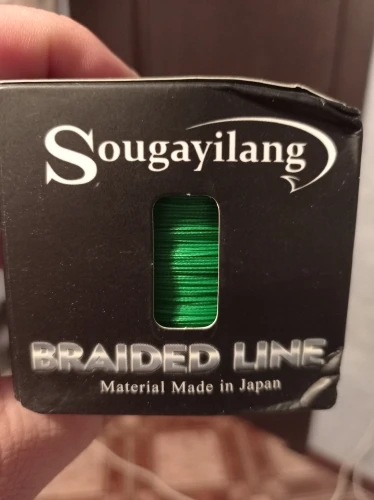 Sougayilang
BRAIDED LINE
Material Made in Japan